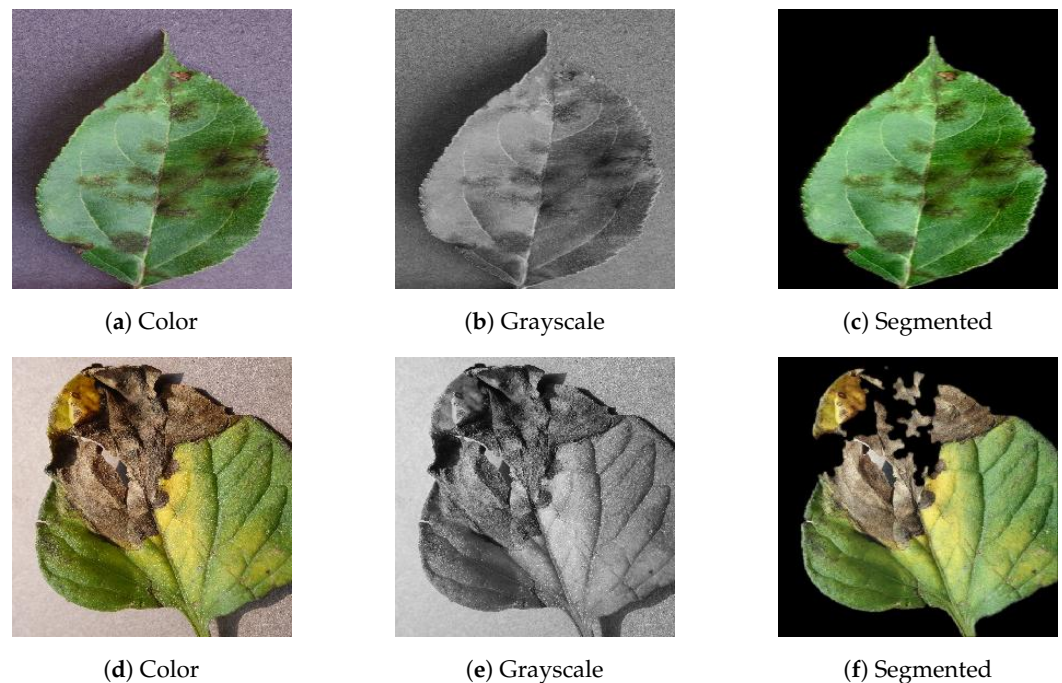 (a) Color
(b) Grayscale
(c) Segmented
(d) Color
(e) Grayscale
(f) Segmented